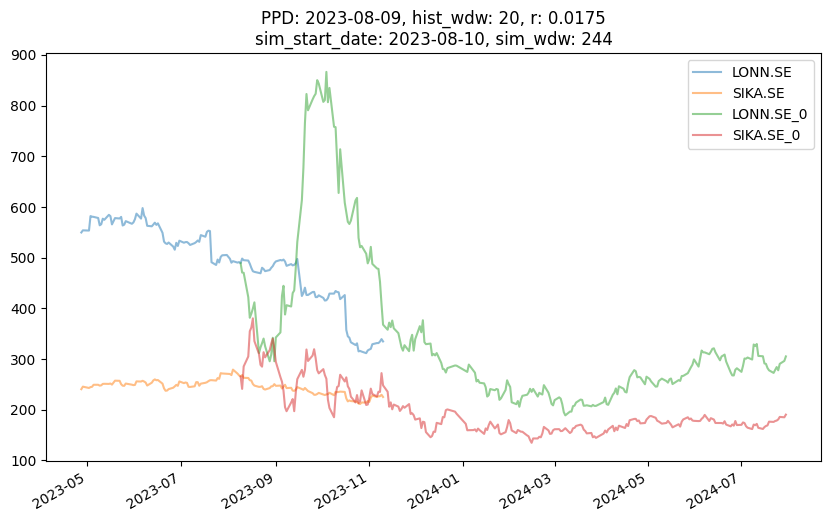 PPD: 2023-08-09, hist_wdw: 20, r: 0.0175
sim_start_date: 2023-08-10, sim_wdw: 244
900
800
700
600
500
400
300
200
100
LONN.SE
SIKA.SE
LONN.SE_0
SIKA.SE_0
2023-05
2023-07
2023-09
2023-11
2024-01
2024-03
2024-05
2024-07